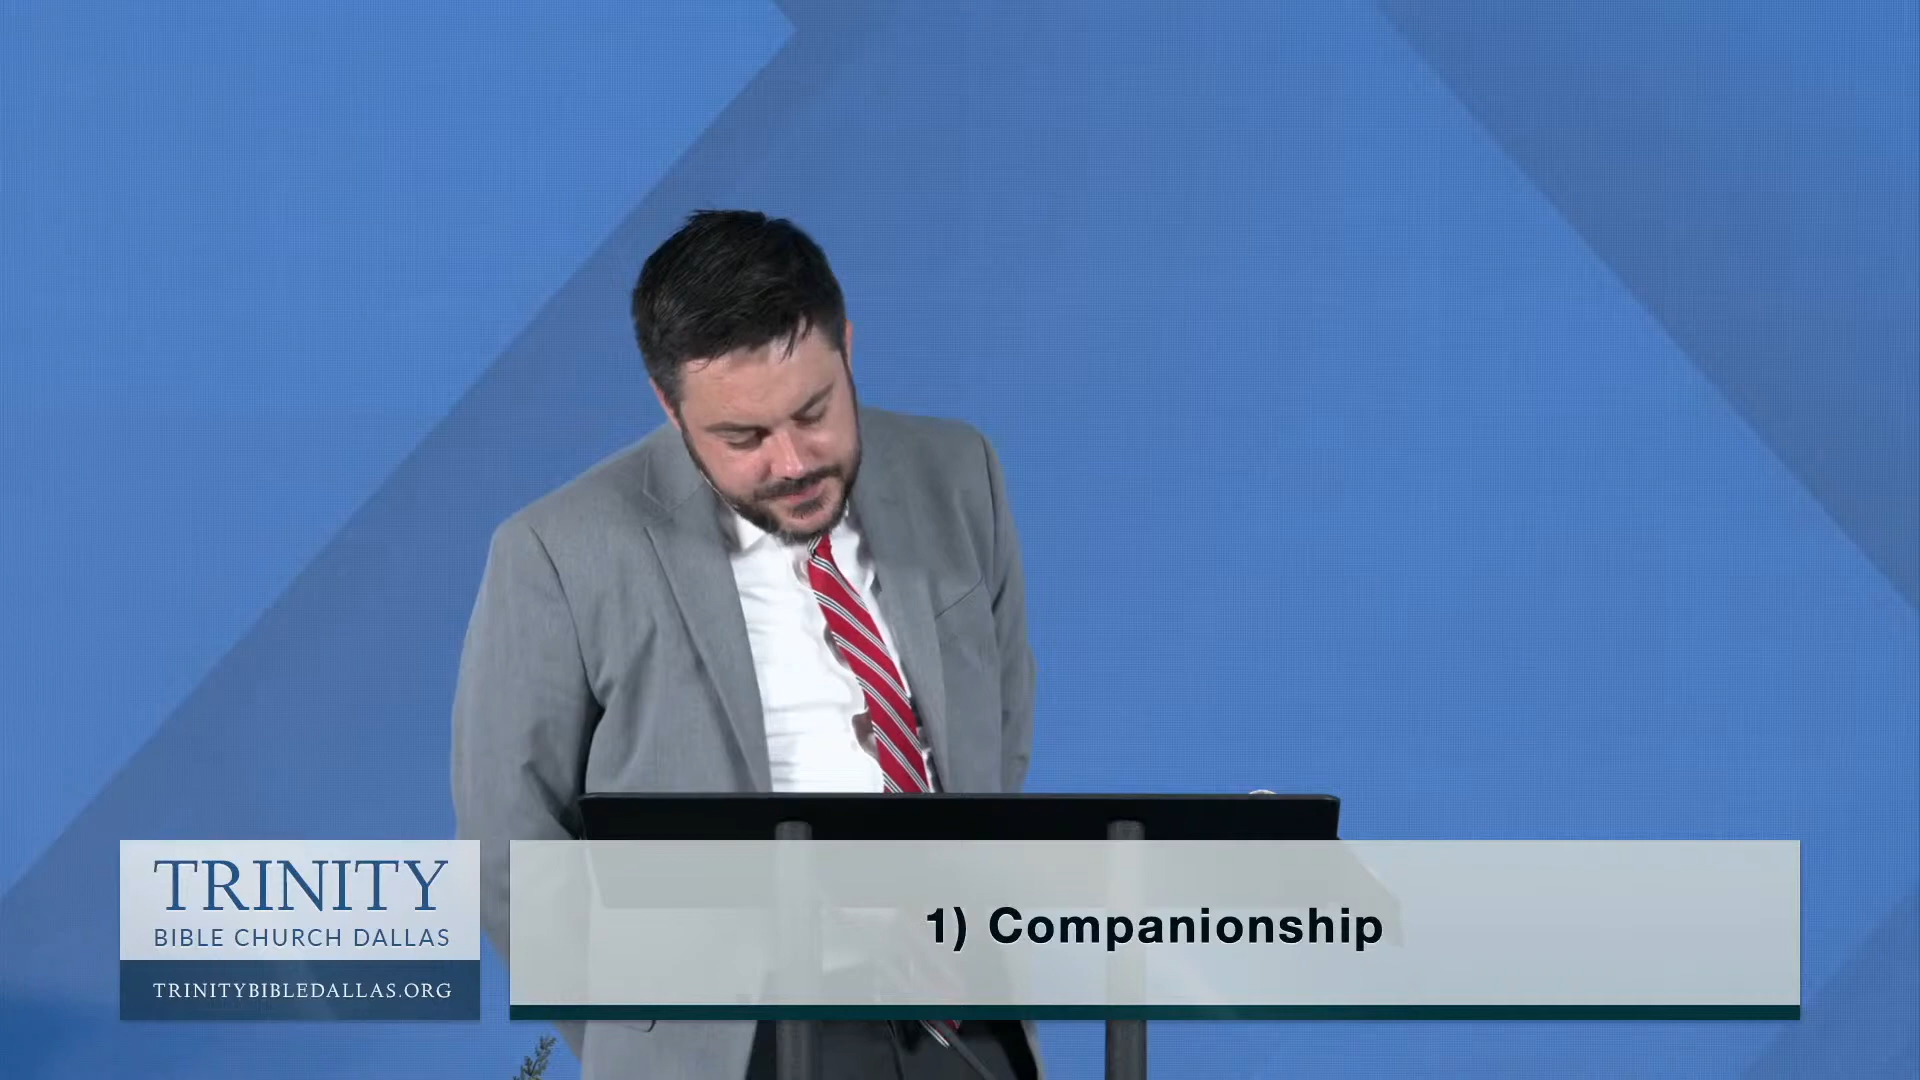 TRINITY
BIBLE CHURCH DALLAS
TRINITYBIBLEDALLAS.ORG
1) Companionship